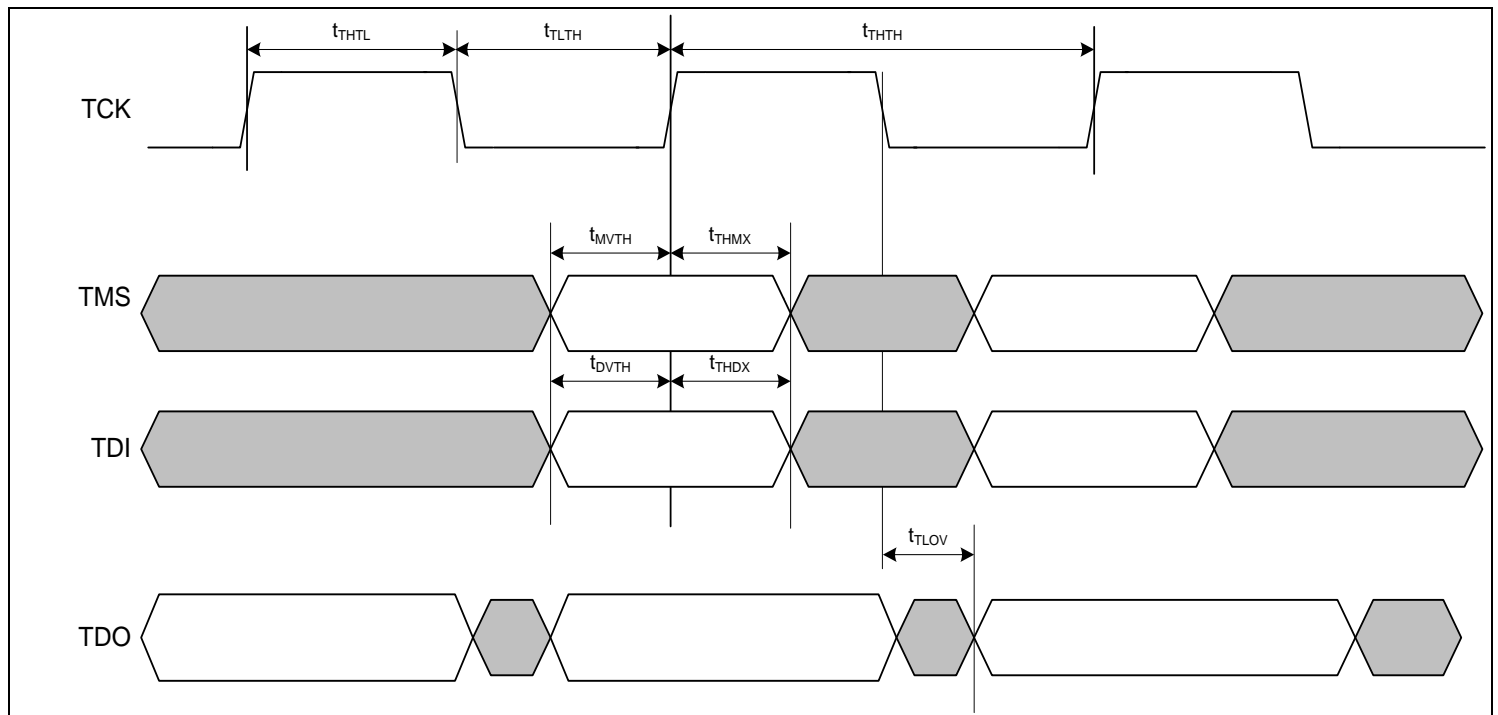 tTHTL tTLTH tTHTH
TCK
tMVTH tTHMX
TMS
tDVTH tTHDX
TDI
tTLOV
TDO